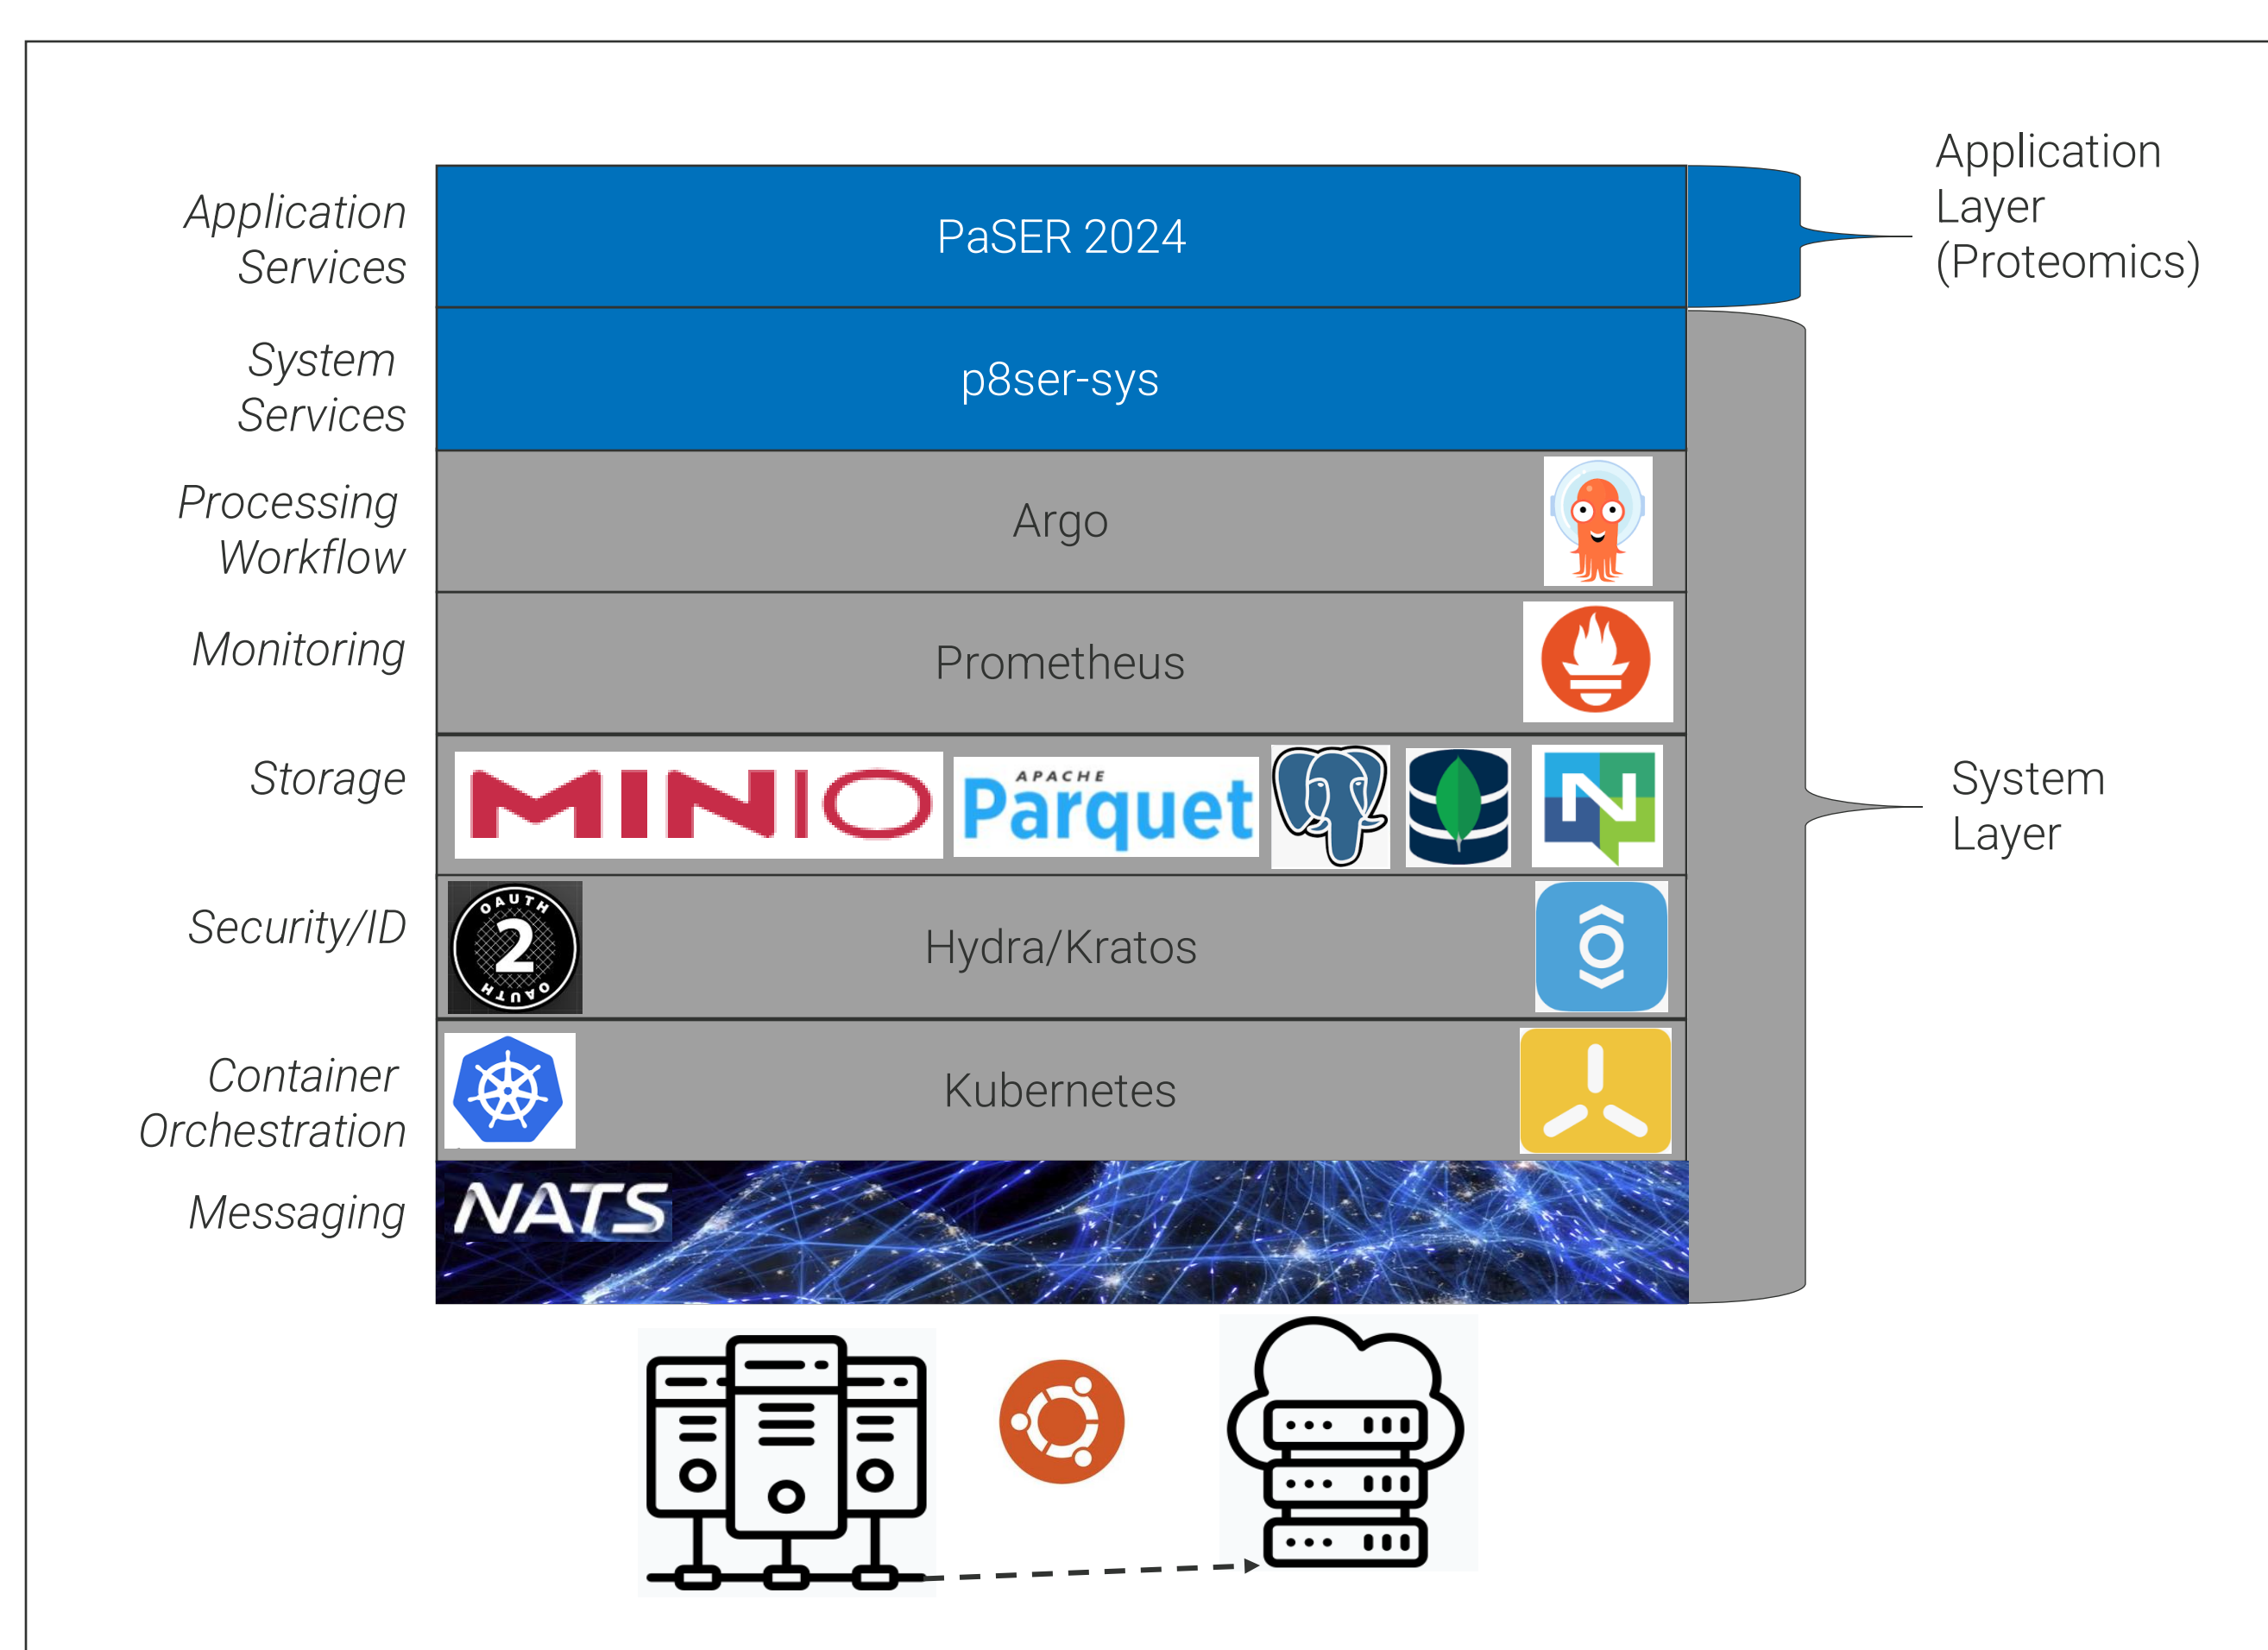 Application
Services
PaSER 2024
Application
Layer
(Proteomics)
System
Services
p8ser-sys
Processing
Workflow
Argo
Monitoring
Prometheus
Storage
MINIO
APACHE
Parquet
System
Layer
Security/ID
OAUTH
2
OAUTH
Hydra/Kratos
Container
Orchestration
Kubernetes
Messaging
NATS
N